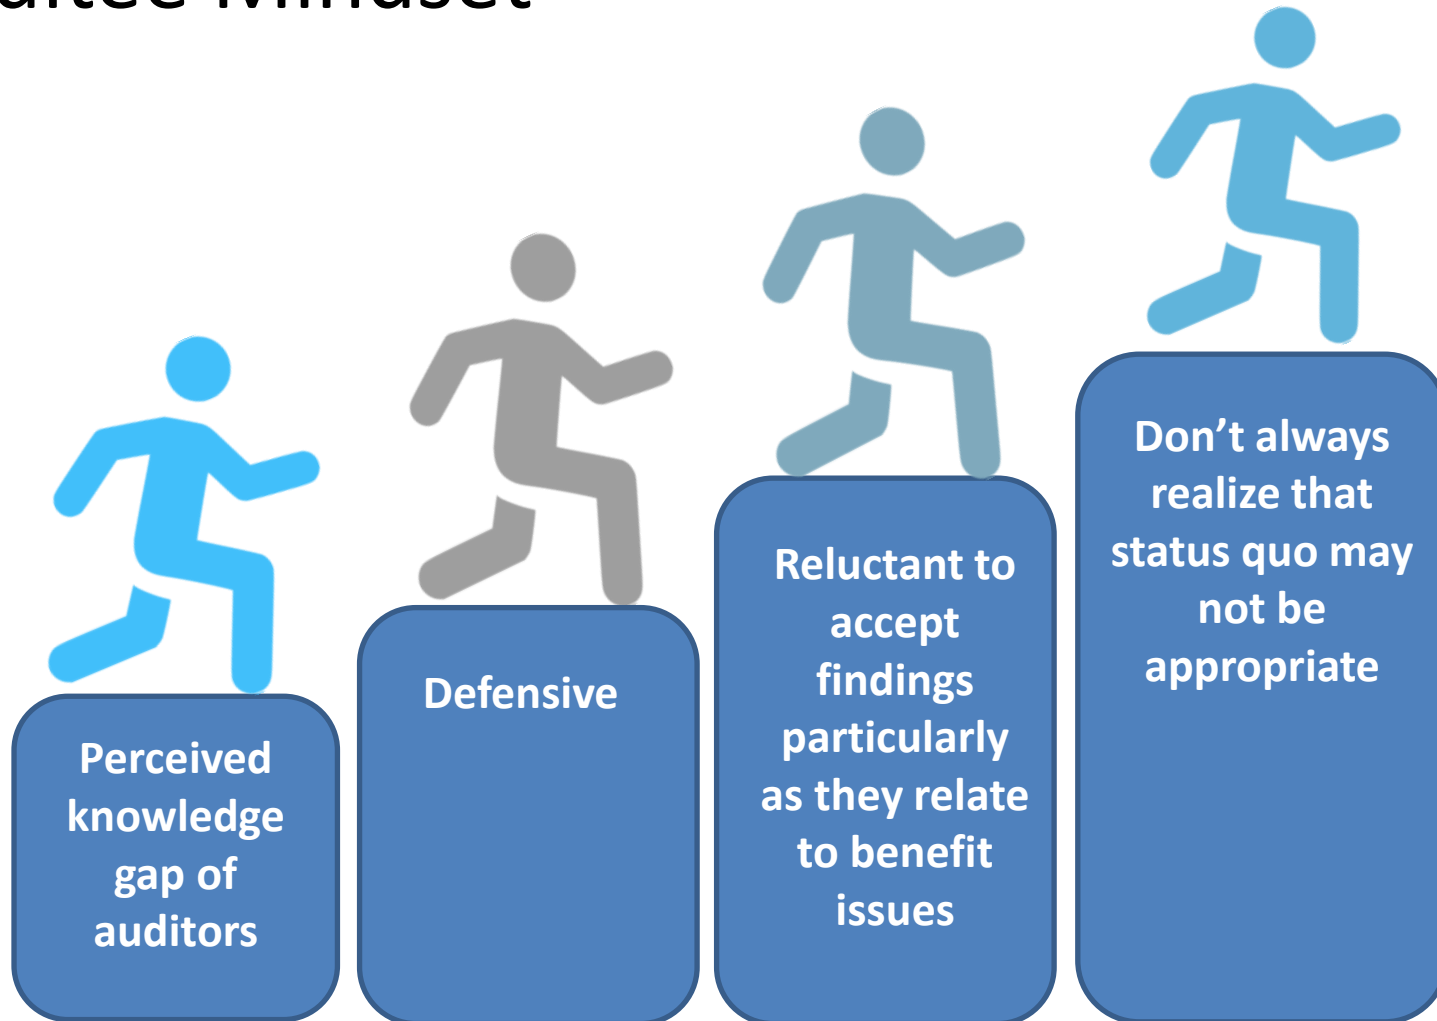 Mindset
Perceived
knowledge
gap of
auditors
Defensive
Reluctant to
accept
findings
particularly
as they relate
to benefit
issues
Don’t always
realize that
status quo may
not be
appropriate